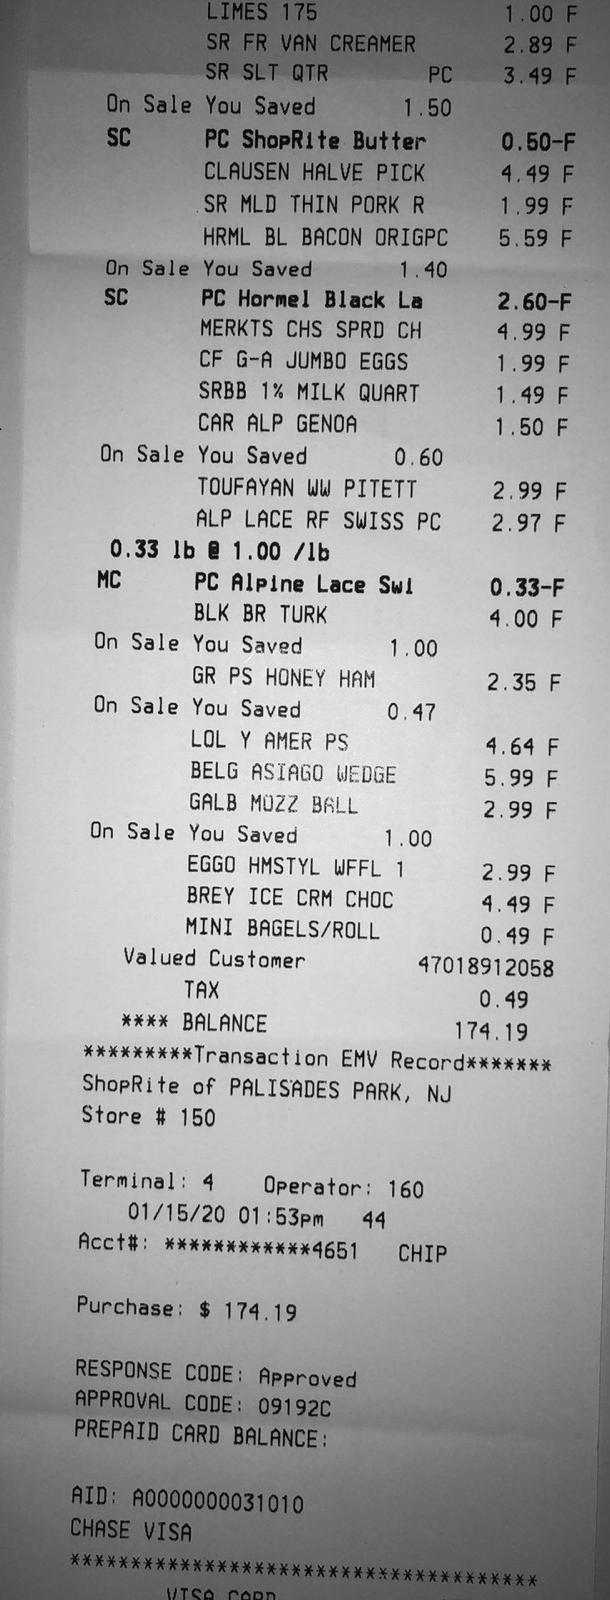 LIMES 175 1.00 F
SR FR VAN CREAMER 2.89 F
SR SLT QTR PC 3.49 F
On Sale You Saved 1.50
SC PC ShopRite Butter 0.50-F
CLAUSEN HALVE PICK 4.49 F
SR MLD THIN PORK R 1.99 F
HRML BL BACON ORIGPC 5.59 F
On Sale You Saved 1.40
SC PC Hormel Black La 2.60-F
MERKTS CHS SPRD CH 4.99 F
CF G-A JUMBO EGGS 1.99 F
SRBB 1% MILK QUART 1.49 F
CAR ALP GENOA 1.50 F
On Sale You Saved 0.60
TOUFAYAN WW PITETT 2.99 F
ALP LACE RF SWISS PC 2.97 F
0.33 lb @ 1.00 /lb
MC PC Alpine Lace Swi 0.33-F
BLK BR TURK 4.00 F
On Sale You Saved 1.00
GR PS HONEY HAM 2.35 F
On Sale You Saved 0.47
LOL Y AMER PS 4.64 F
BELG ASIAGO WEDGE 5.99 F
GALB MOZZ BALL 2.99 F
On Sale You Saved 1.00
EGGO HMSTYL WFFL 1 2.99 F
BREY ICE CRM CHOC 4.49 F
MINI BAGELS/ROLL 0.49 F
Valued Customer 47018912058
TAX 0.49
**** BALANCE 174.19
*********Transaction EMV Record*******
ShopRite of PALISADES PARK, NJ
Store # 150
Terminal: 4 Operator: 160
01/15/20 01:53pm 44
Acct#: ************4651 CHIP
Purchase: $ 174.19
RESPONSE CODE: Approved
APPROVAL CODE: 09192C
PREPAID CARD BALANCE:
AID: A0000000031010
CHASE VISA
***************************************
VISA CARD